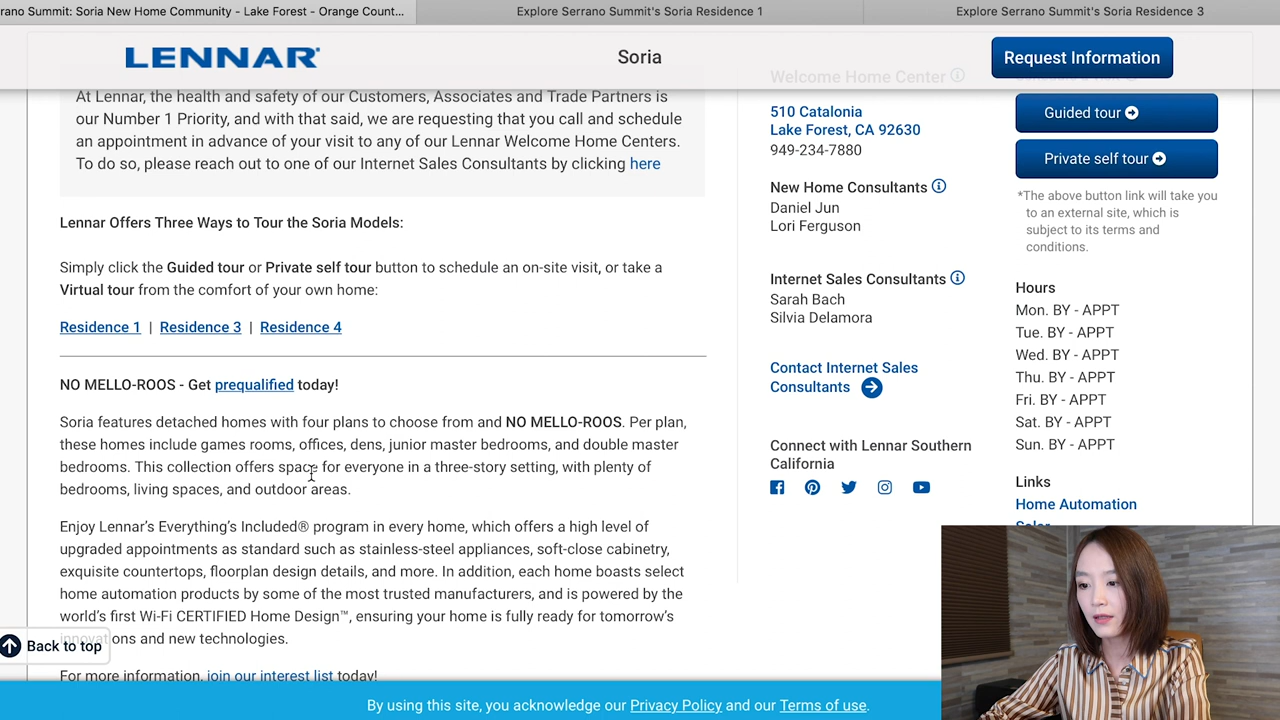 rano Summit: Soria New Home Community - Lake Forest - Orange Count...
Explore Serrano Summit's Soria Residence 1
Explore Serrano Summit's Soria Residence 3
LENNAR®
Soria
Request Information
At Lennar, the health and safety of our Customers, Associates and Trade Partners is
our Number 1 Priority, and with that said, we are requesting that you call and schedule
an appointment in advance of your visit to any of our Lennar Welcome Home Centers.
To do so, please reach out to one of our Internet Sales Consultants by clicking here
Lennar Offers Three Ways to Tour the Soria Models:
Simply click the Guided tour or Private self tour button to schedule an on-site visit, or take a
Virtual tour from the comfort of your own home:
Residence 1 | Residence 3 | Residence 4
NO MELLO-ROOS - Get prequalified today!
Soria features detached homes with four plans to choose from and NO MELLO-ROOS. Per plan,
these homes include games rooms, offices, dens, junior master bedrooms, and double master
bedrooms. This collection offers space for everyone in a three-story setting, with plenty of
bedrooms, living spaces, and outdoor areas.
Enjoy Lennar's Everything's Included® program in every home, which offers a high level of
upgraded appointments as standard such as stainless-steel appliances, soft-close cabinetry,
exquisite countertops, floorplan design details, and more. In addition, each home boasts select
home automation products by some of the most trusted manufacturers, and is powered by the
world's first Wi-Fi CERTIFIED Home Design™, ensuring your home is fully ready for tomorrow's
innovations and new technologies.
Back to top
For more information, join our interest list today!
Welcome Home Center
510 Catalonia
Lake Forest, CA 92630
949-234-7880
New Home Consultants
Daniel Jun
Lori Ferguson
Internet Sales Consultants
Sarah Bach
Silvia Delamora
Contact Internet Sales
Consultants
Connect with Lennar Southern
California
Guided tour
Private self tour
*The above button link will take you
to an external site, which is
subject to its terms and
conditions.
Hours
Mon. BY - APPT
Tue. BY - APPT
Wed. BY - APPT
Thu. BY - APPT
Fri. BY - APPT
Sat. BY - APPT
Sun. BY - APPT
Links
Home Automation
Solar
By using this site, you acknowledge our Privacy Policy and our Terms of use.